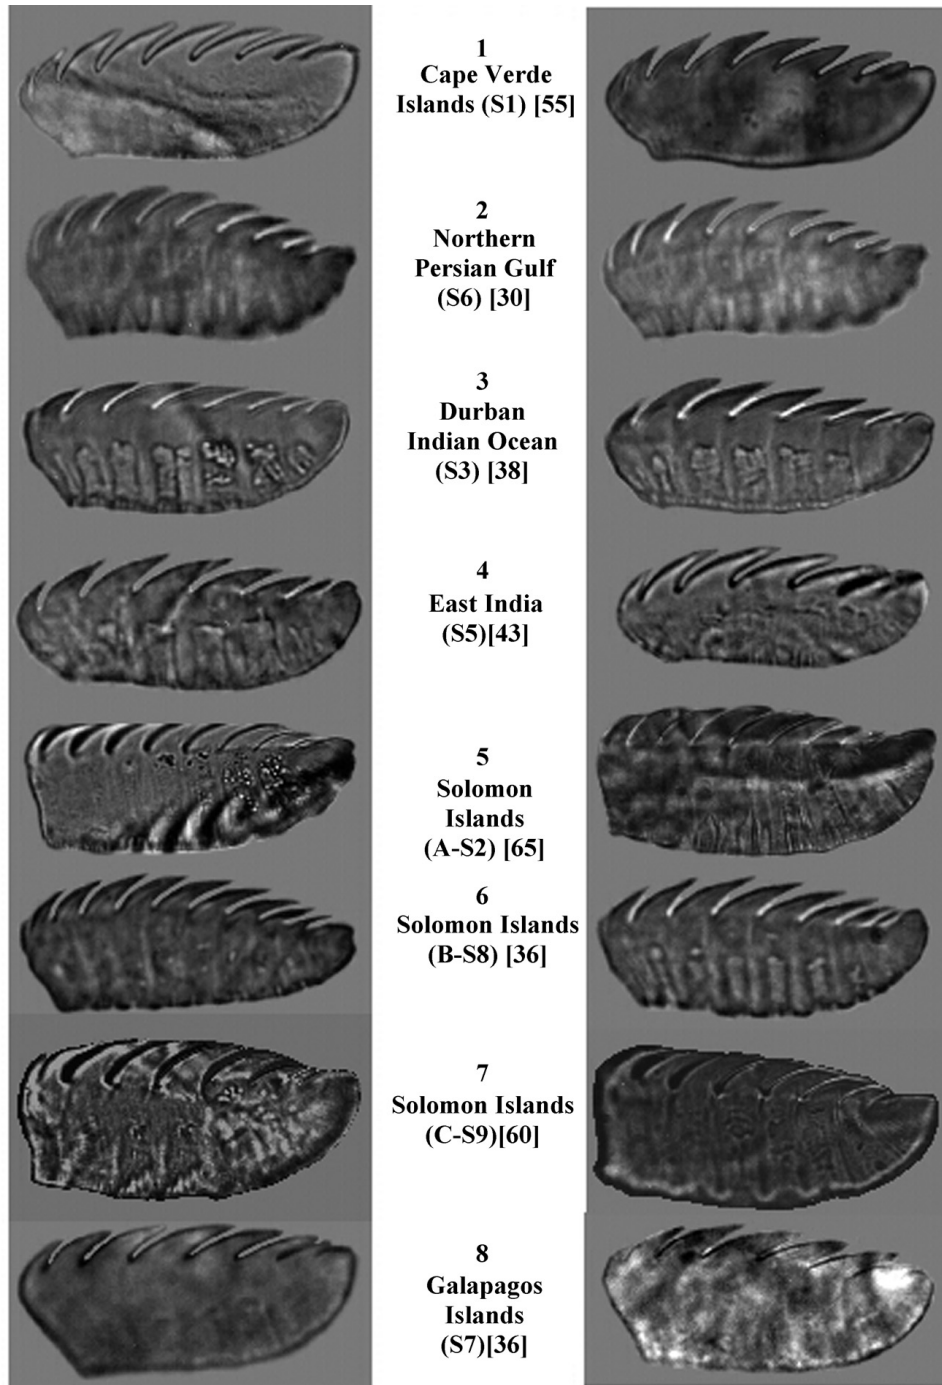 1
Cape Verde
Islands (S1) [55]
2
Northern
Persian Gulf
(S6) [30]
3
Durban
Indian Ocean
(S3) [38]
4
East India
(S5)[43]
5
Solomon
Islands
(A-S2) [65]
6
Solomon Islands
(B-S8) [36]
7
Solomon Islands
(C-S9)[60]
8
Galapagos
Islands
(S7)[36]